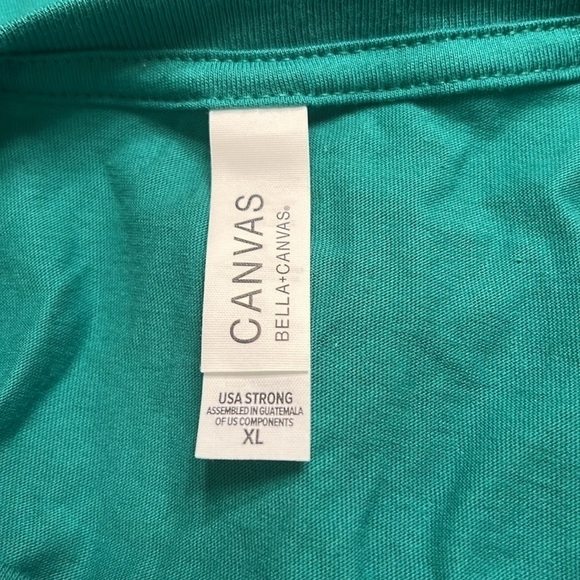 CANVAS
BELLA+CANVAS®
USA STRONG
ASSEMBLED IN GUATEMALA
OF US COMPONENTS
XL